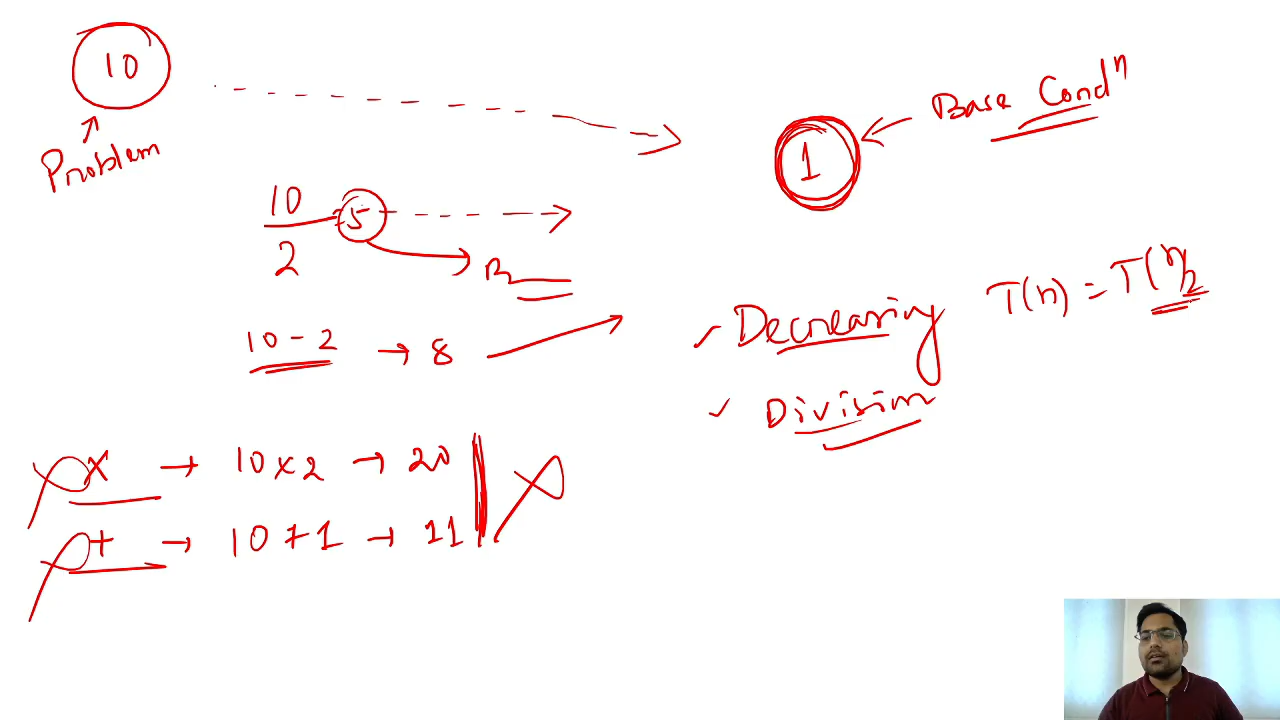 10
Problem
1
Base Condⁿ
10
2
5
10 - 2 → 8
Decreasing
T(n) = T(n/2
Division
x → 10 x 2 → 20
+ → 10 + 1 → 11